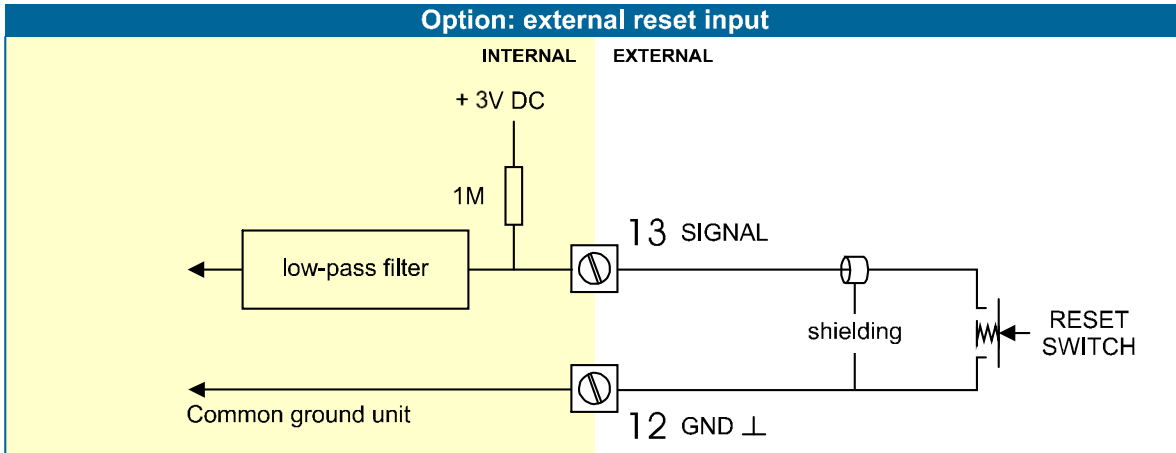 Option: external reset input
INTERNAL
EXTERNAL
+ 3V DC
1M
13 SIGNAL
low-pass filter
shielding
RESET
SWITCH
Common ground unit
12 GND ⊥